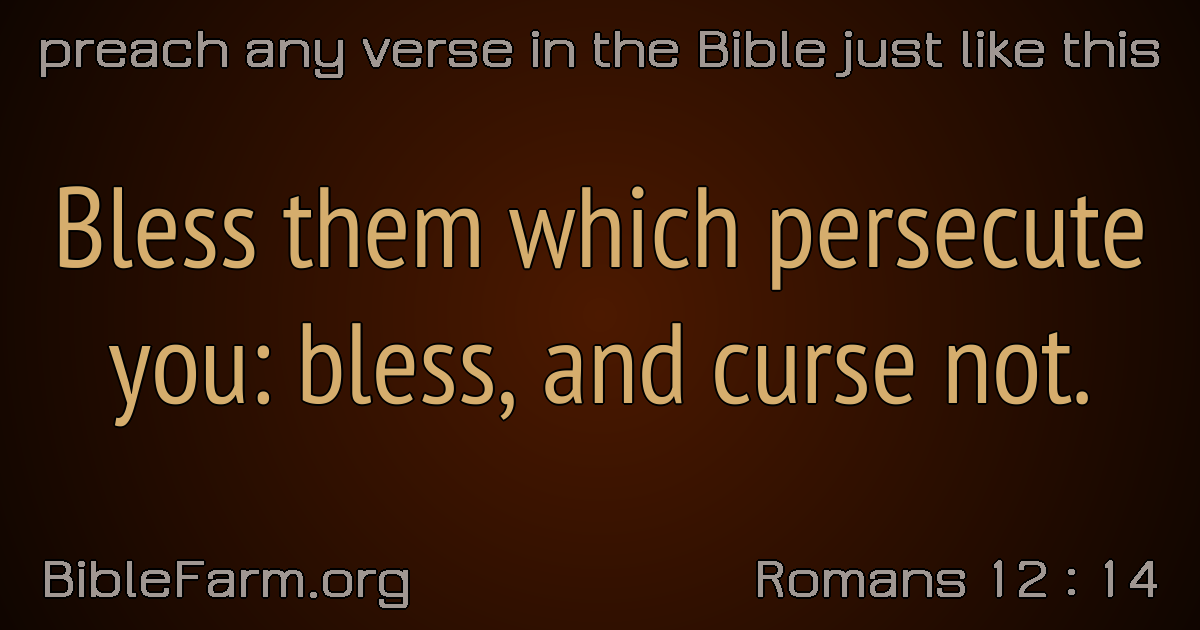 preach any verse in the Bible just like this
Bless them which persecute
you: bless, and curse not.
BibleFarm.org
Romans 12 : 14